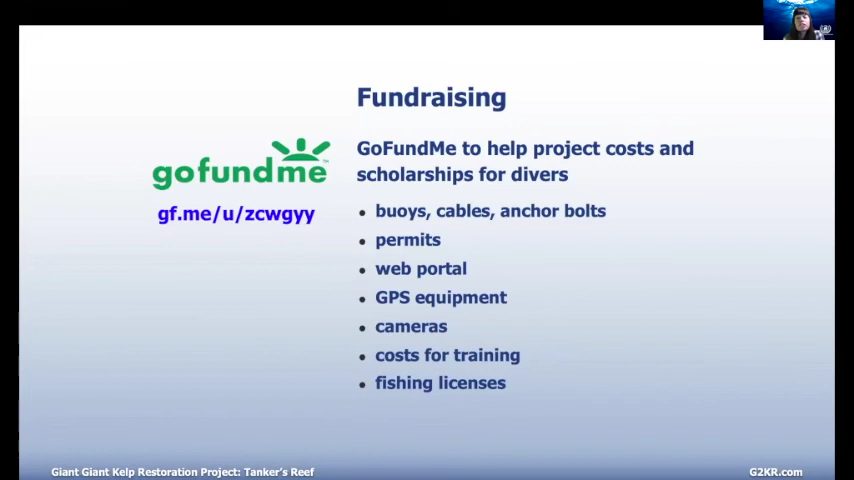 Fundraising
gofundme™
gf.me/u/zcwgyy
GoFundMe to help project costs and
scholarships for divers
• buoys, cables, anchor bolts
• permits
• web portal
• GPS equipment
• cameras
• costs for training
• fishing licenses
Giant Giant Kelp Restoration Project: Tanker's Reef
G2KR.com